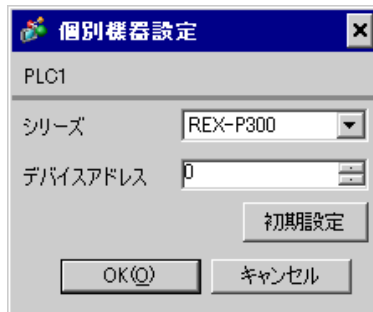 個別機器設定
PLC1
シリーズ REX-P300
デバイスアドレス 0
初期設定
OK(O) キャンセル